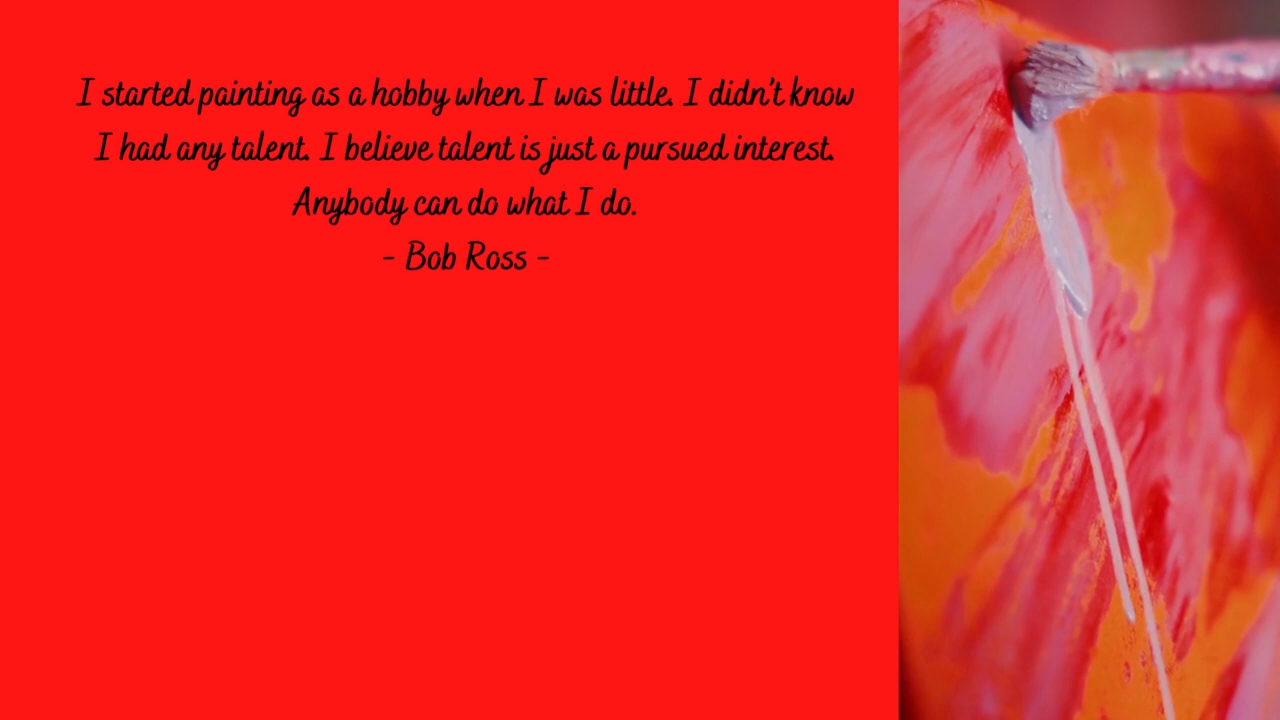 I started painting as a hobby when I was little. I didn't know
I had any talent. I believe talent is just a pursued interest.
Anybody can do what I do.
- Bob Ross -